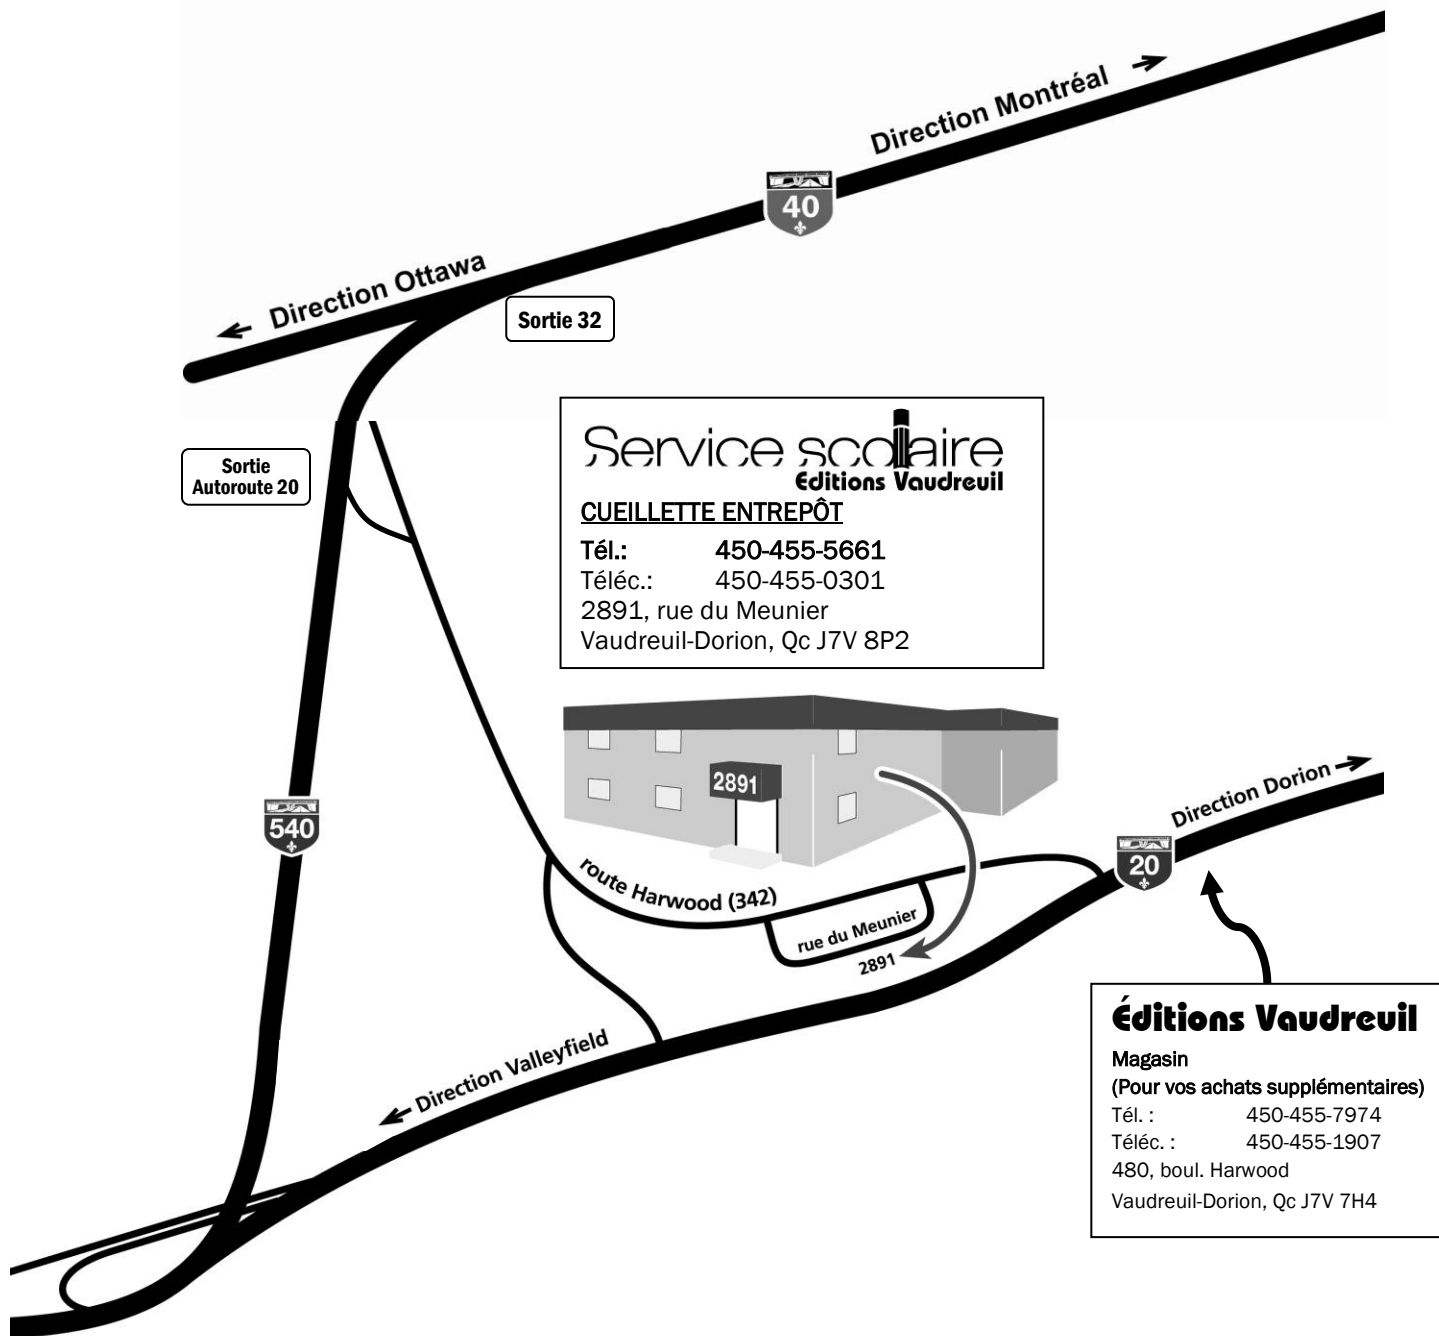 Direction Montréal
40
Direction Ottawa
Sortie 32
Sortie
Autoroute 20
Service scolaire
Éditions Vaudreuil
CUEILLETTE ENTREPÔT
Tél.: 450-455-5661
Téléc.: 450-455-0301
2891, rue du Meunier
Vaudreuil-Dorion, Qc J7V 8P2
2891
540
Direction Dorion
20
route Harwood (342)
rue du Meunier
2891
Direction Valleyfield
Éditions Vaudreuil
Magasin
(Pour vos achats supplémentaires)
Tél. : 450-455-7974
Téléc. : 450-455-1907
480, boul. Harwood
Vaudreuil-Dorion, Qc J7V 7H4